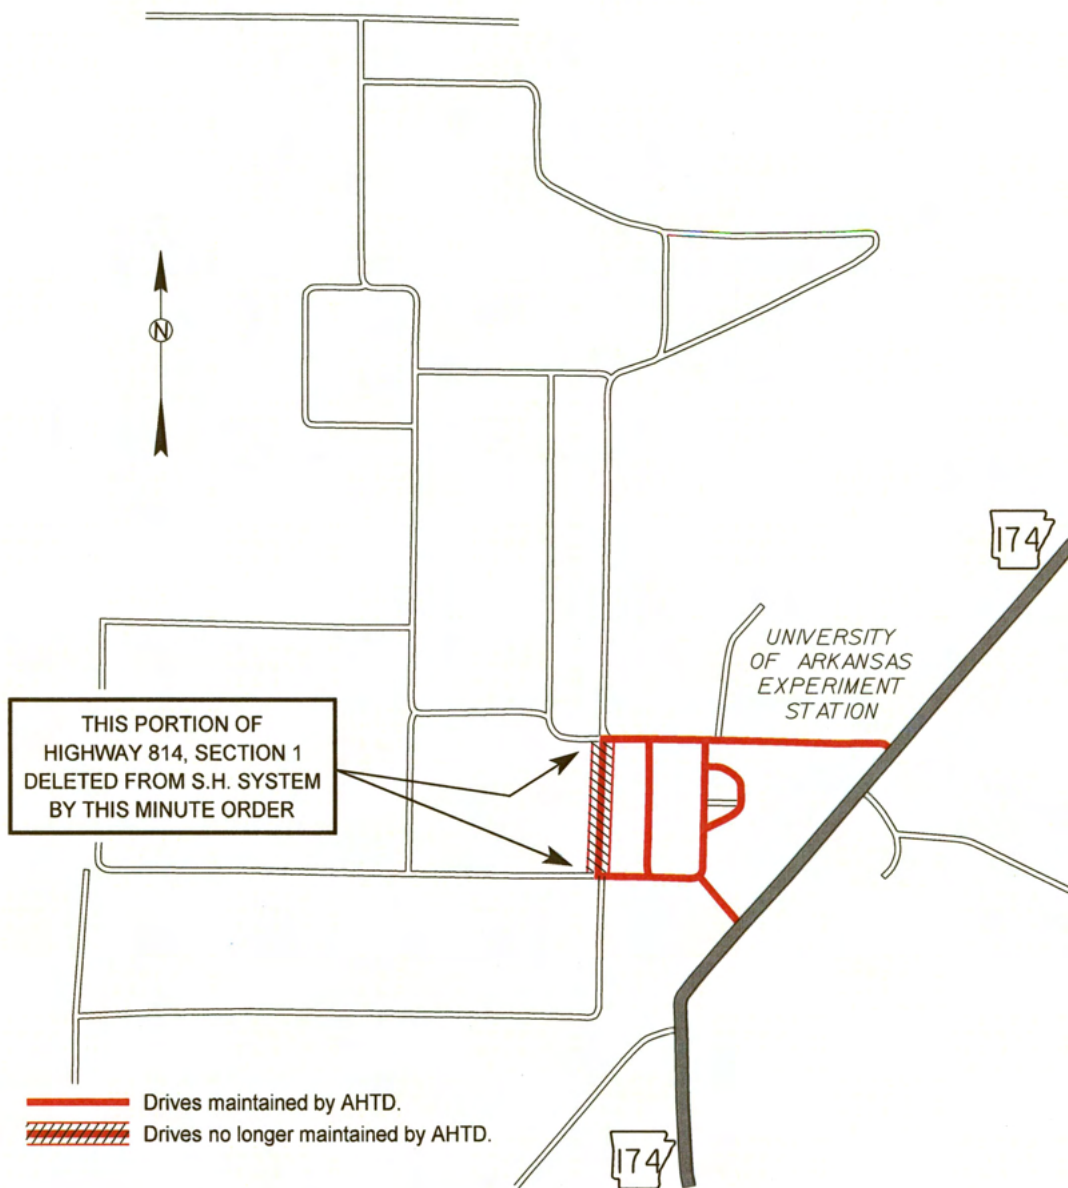 N
174
UNIVERSITY
OF ARKANSAS
EXPERIMENT
STATION
THIS PORTION OF
HIGHWAY 814, SECTION 1
DELETED FROM S.H. SYSTEM
BY THIS MINUTE ORDER
Drives maintained by AHTD.
Drives no longer maintained by AHTD.
174